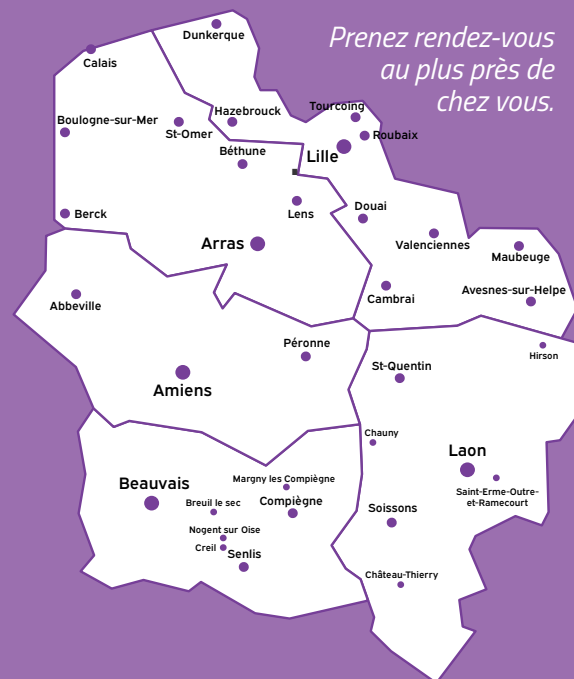 Prenez rendez-vous
au plus près de
chez vous.
Dunkerque
Calais
Tourcoing
Hazebrouck
Boulogne-sur-Mer
St-Omer
Roubaix
Béthune
Lille
Berck
Lens
Douai
Arras
Valenciennes
Maubeuge
Abbeville
Cambrai
Avesnes-sur-Helpe
Péronne
Hirson
St-Quentin
Amiens
Chauny
Laon
Beauvais
Margny les Compiègne
Saint-Erme-Outre-
et-Ramecourt
Breuil le sec
Compiègne
Soissons
Nogent sur Oise
Creil
Senlis
Château-Thierry